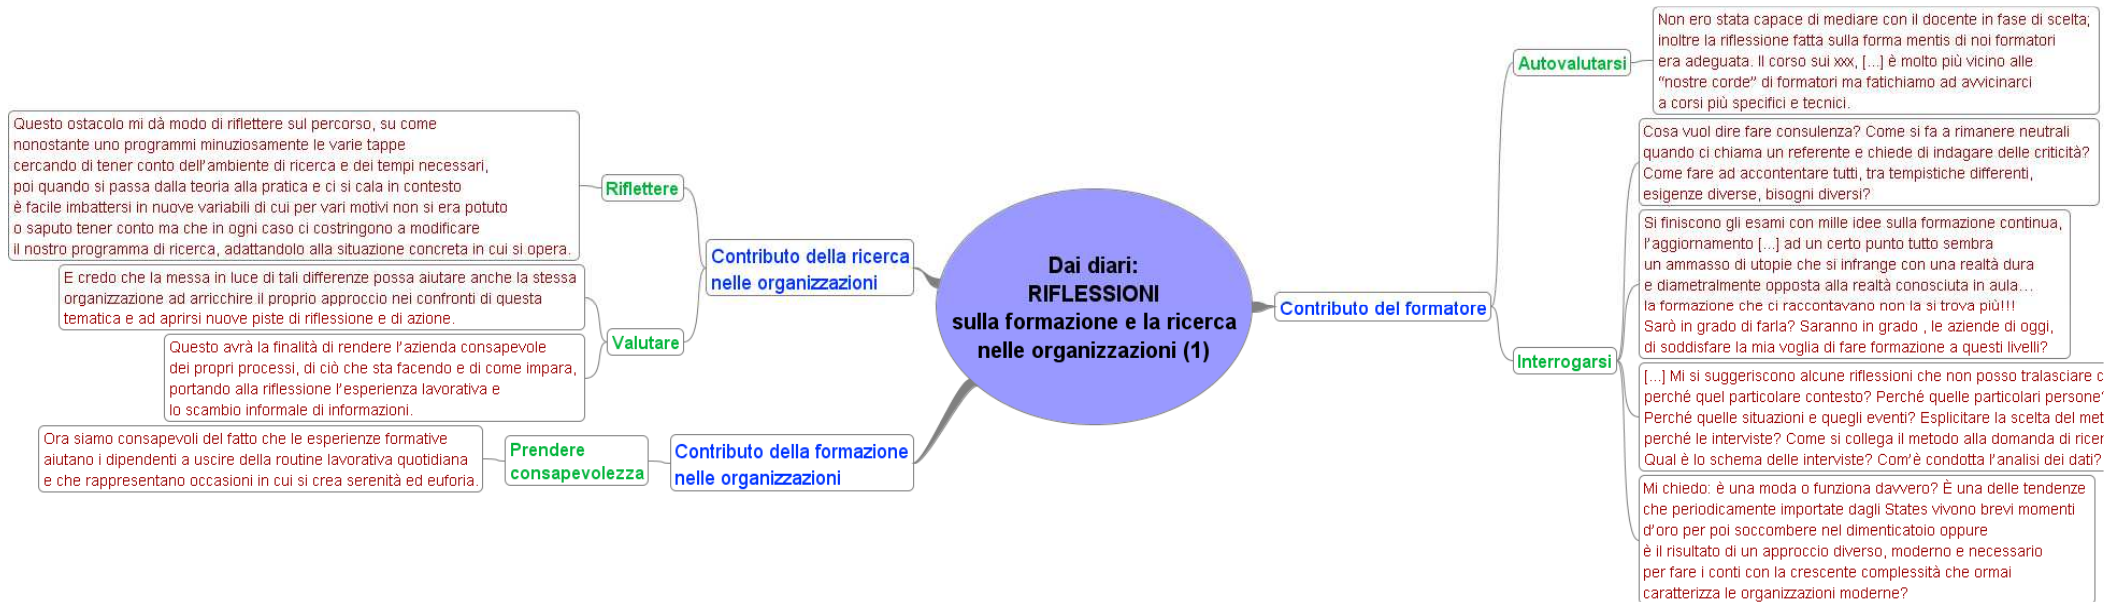 Dai diari:
RIFLESSIONI
sulla formazione e la ricerca
nelle organizzazioni (1)
Contributo della ricerca
nelle organizzazioni
Riflettere
Questo ostacolo mi dà modo di riflettere sul percorso, su come
nonostante uno programmi minuziosamente le varie tappe
cercando di tener conto dell'ambiente di ricerca e dei tempi necessari,
poi quando si passa dalla teoria alla pratica e ci si cala in contesto
è facile imbattersi in nuove variabili di cui per vari motivi non si era potuto
o saputo tener conto ma che in ogni caso ci costringono a modificare
il nostro programma di ricerca, adattandolo alla situazione concreta in cui si opera.
Valutare
E credo che la messa in luce di tali differenze possa aiutare anche la stessa
organizzazione ad arricchire il proprio approccio nei confronti di questa
tematica e ad aprirsi nuove piste di riflessione e di azione.
Questo avrà la finalità di rendere l'azienda consapevole
dei propri processi, di ciò che sta facendo e di come impara,
portando alla riflessione l'esperienza lavorativa e
lo scambio informale di informazioni.
Contributo della formazione
nelle organizzazioni
Prendere
consapevolezza
Ora siamo consapevoli del fatto che le esperienze formative
aiutano i dipendenti a uscire della routine lavorativa quotidiana
e che rappresentano occasioni in cui si crea serenità ed euforia.
Contributo del formatore
Autovalutarsi
Non ero stata capace di mediare con il docente in fase di scelta;
inoltre la riflessione fatta sulla forma mentis di noi formatori
era adeguata. Il corso sui xxx, [...] è molto più vicino alle
"nostre corde" di formatori ma fatichiamo ad avvicinarci
a corsi più specifici e tecnici.
Interrogarsi
Cosa vuol dire fare consulenza? Come si fa a rimanere neutrali
quando ci chiama un referente e chiede di indagare delle criticità?
Come fare ad accontentare tutti, tra tempistiche differenti,
esigenze diverse, bisogni diversi?
Si finiscono gli esami con mille idee sulla formazione continua,
l'aggiornamento [...] ad un certo punto tutto sembra
un ammasso di utopie che si infrange con una realtà dura
e diametralmente opposta alla realtà conosciuta in aula...
la formazione che ci raccontavano non la si trova più!!!
Sarò in grado di farla? Saranno in grado , le aziende di oggi,
di soddisfare la mia voglia di fare formazione a questi livelli?
[...] Mi si suggeriscono alcune riflessioni che non posso tralasciare
perché quel particolare contesto? Perché quelle particolari persone?
Perché quelle situazioni e quegli eventi? Esplicitare la scelta del
perché le interviste? Come si collega il metodo alla domanda di
Qual è lo schema delle interviste? Com'è condotta l'analisi dei dati?
Mi chiedo: è una moda o funziona davvero? È una delle tendenze
che periodicamente importate dagli States vivono brevi momenti
d'oro per poi soccombere nel dimenticatoio oppure
è il risultato di un approccio diverso, moderno e necessario
per fare i conti con la crescente complessità che ormai
caratterizza le organizzazioni moderne?